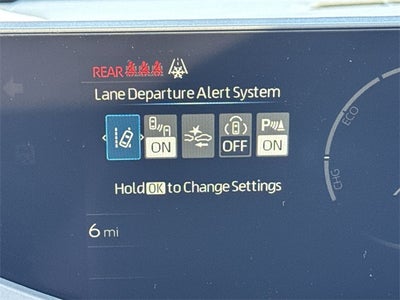 REAR
Lane Departure Alert System
ON OFF P ON
Hold OK to Change Settings
6 mi
ECO
CHG